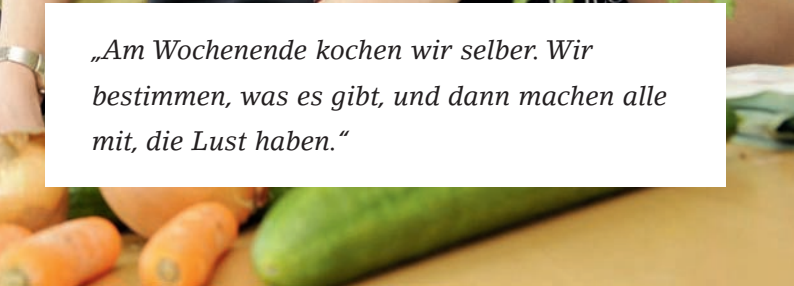 „Am Wochenende kochen wir selber. Wir
bestimmen, was es gibt, und dann machen alle
mit, die Lust haben.“